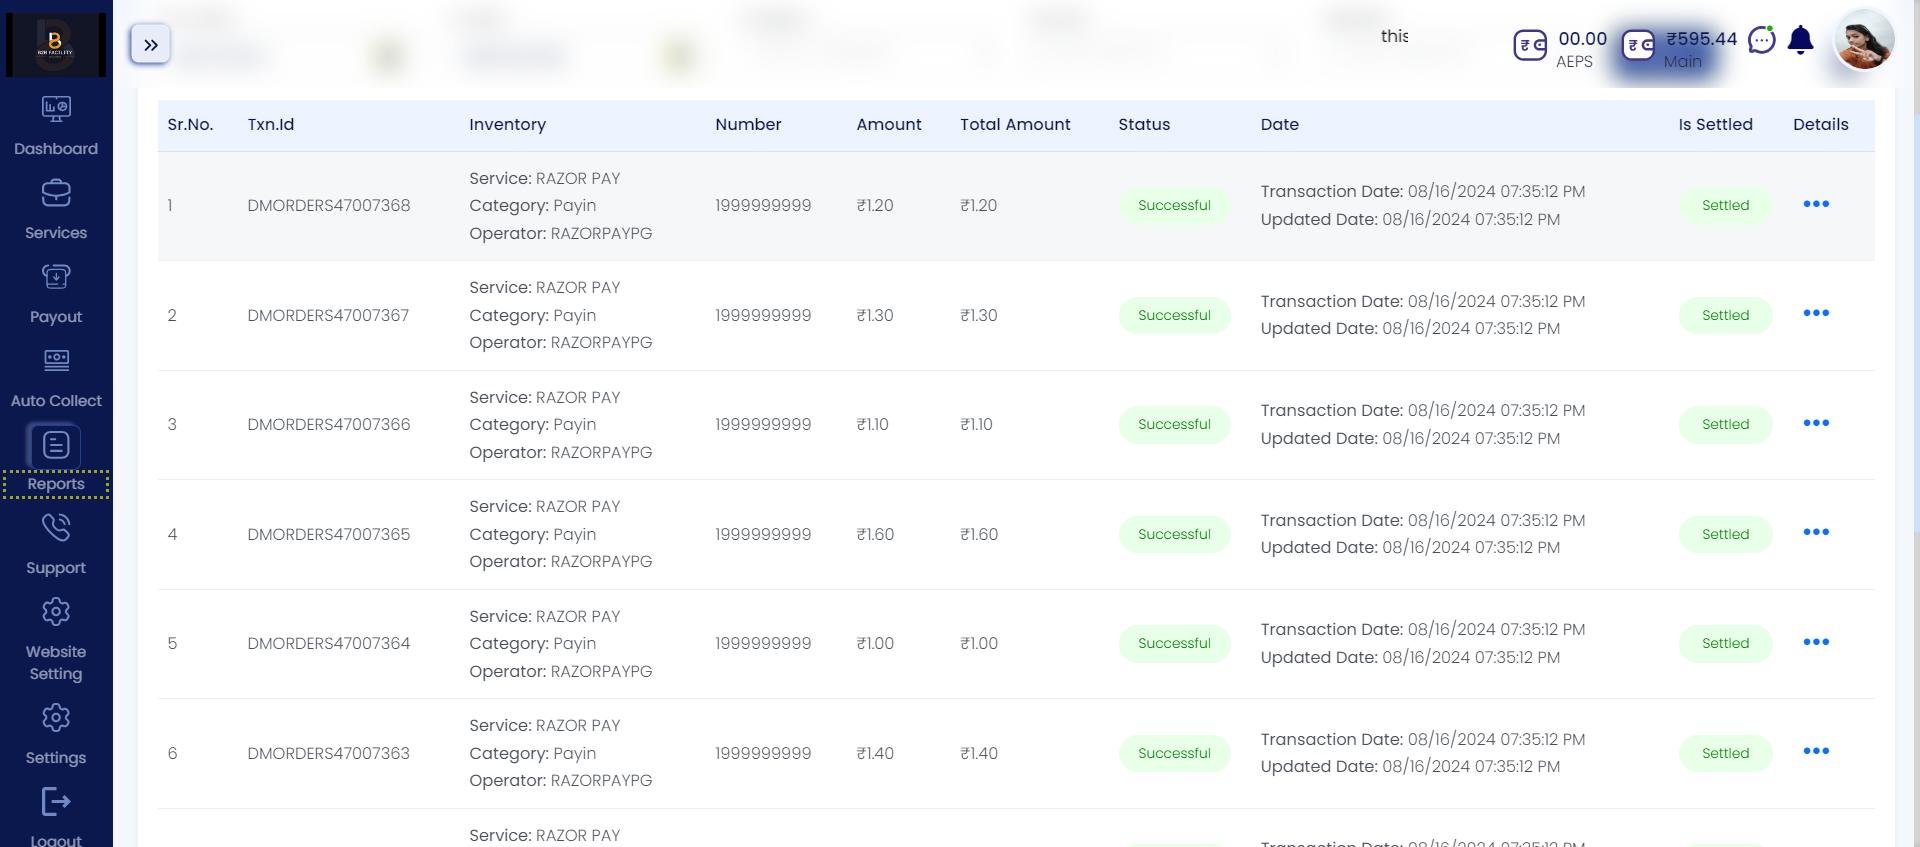 B2B FACILITY
this
00.00
AEPS
₹595.44
Main
Dashboard
Services
Payout
Auto Collect
Reports
Support
Website
Setting
Settings
Logout
Sr.No. Txn.Id Inventory Number Amount Total Amount Status Date Is Settled Details
1 DMORDERS47007368 Service: RAZOR PAY
Category: Payin
Operator: RAZORPAYPG
1999999999 ₹1.20 ₹1.20 Successful Transaction Date: 08/16/2024 07:35:12 PM
Updated Date: 08/16/2024 07:35:12 PM
Settled
2 DMORDERS47007367 Service: RAZOR PAY
Category: Payin
Operator: RAZORPAYPG
1999999999 ₹1.30 ₹1.30 Successful Transaction Date: 08/16/2024 07:35:12 PM
Updated Date: 08/16/2024 07:35:12 PM
Settled
3 DMORDERS47007366 Service: RAZOR PAY
Category: Payin
Operator: RAZORPAYPG
1999999999 ₹1.10 ₹1.10 Successful Transaction Date: 08/16/2024 07:35:12 PM
Updated Date: 08/16/2024 07:35:12 PM
Settled
4 DMORDERS47007365 Service: RAZOR PAY
Category: Payin
Operator: RAZORPAYPG
1999999999 ₹1.60 ₹1.60 Successful Transaction Date: 08/16/2024 07:35:12 PM
Updated Date: 08/16/2024 07:35:12 PM
Settled
5 DMORDERS47007364 Service: RAZOR PAY
Category: Payin
Operator: RAZORPAYPG
1999999999 ₹1.00 ₹1.00 Successful Transaction Date: 08/16/2024 07:35:12 PM
Updated Date: 08/16/2024 07:35:12 PM
Settled
6 DMORDERS47007363 Service: RAZOR PAY
Category: Payin
Operator: RAZORPAYPG
1999999999 ₹1.40 ₹1.40 Successful Transaction Date: 08/16/2024 07:35:12 PM
Updated Date: 08/16/2024 07:35:12 PM
Settled
Service: RAZOR PAY
Transaction Date: 08/16/2024 07:35:12 PM